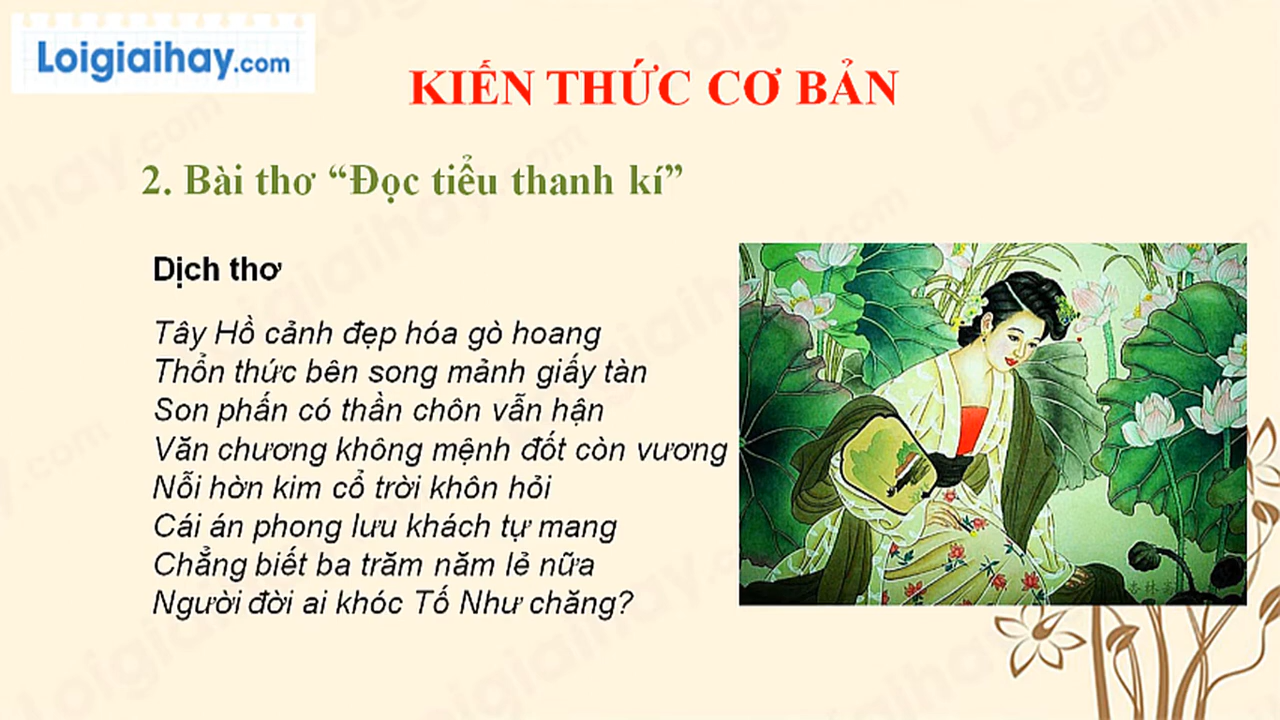 Loigiaihay.com
KIẾN THỨC CƠ BẢN
2. Bài thơ “Đọc tiểu thanh kí”
Dịch thơ
Tây Hồ cảnh đẹp hóa gò hoang
Thổn thức bên song mảnh giấy tàn
Son phấn có thần chôn vẫn hận
Văn chương không mệnh đốt còn vương
Nỗi hờn kim cổ trời khôn hỏi
Cái án phong lưu khách tự mang
Chẳng biết ba trăm năm lẻ nữa
Người đời ai khóc Tố Như chăng?